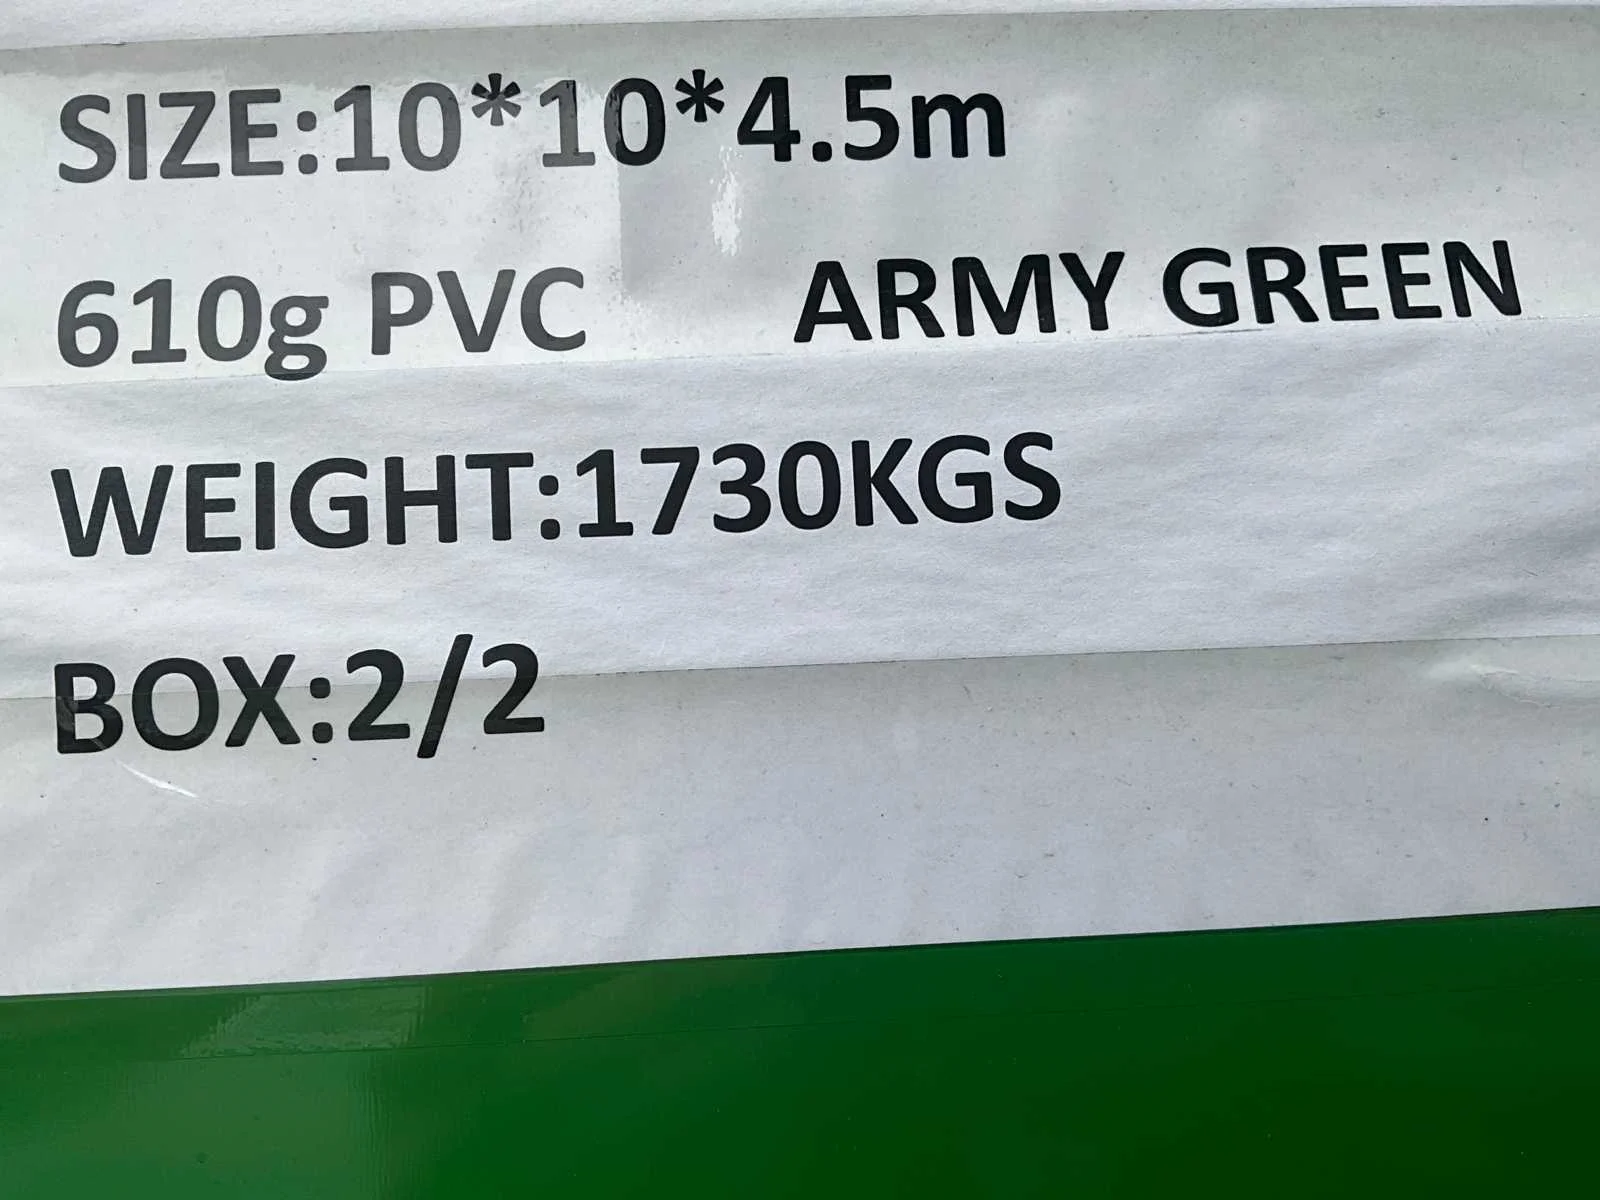 SIZE:10*10*4.5m
610g PVC ARMY GREEN
WEIGHT:1730KGS
BOX:2/2